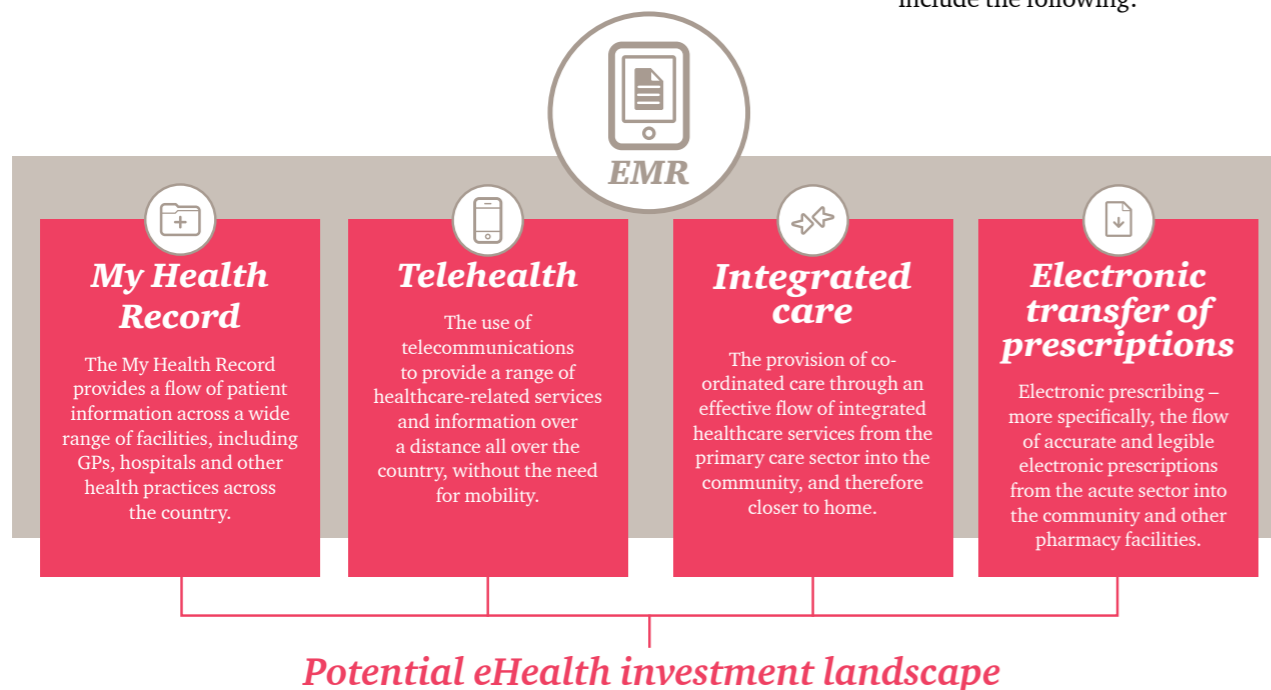 include the following:
EMR
My Health
Record
The My Health Record
provides a flow of patient
information across a wide
range of facilities, including
GPs, hospitals and other
health practices across
the country.
Telehealth
The use of
telecommunications
to provide a range of
healthcare-related services
and information over
a distance all over the
country, without the need
for mobility.
Integrated
care
The provision of co-
ordinated care through an
effective flow of integrated
healthcare services from the
primary care sector into the
community, and therefore
closer to home.
Electronic
transfer of
prescriptions
Electronic prescribing –
more specifically, the flow
of accurate and legible
electronic prescriptions
from the acute sector into
the community and other
pharmacy facilities.
Potential eHealth investment landscape